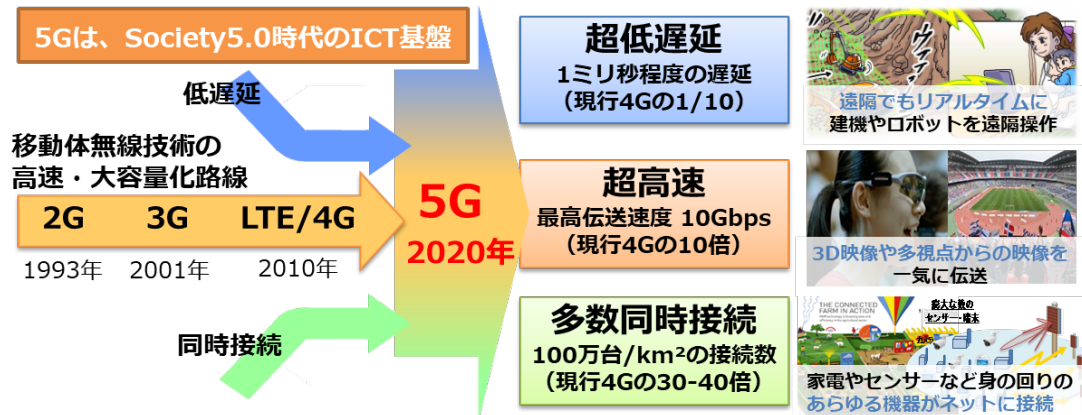 5Gは、Society5.0時代のICT基盤
低遅延
移動体無線技術の
高速・大容量化路線
2G
3G
LTE/4G
1993年
2001年
2010年
同時接続
5G
2020年
超低遅延
1ミリ秒程度の遅延
（現行4Gの1/10）
ヴィィン
遠隔でもリアルタイムに
建機やロボットを遠隔操作
超高速
最高伝送速度 10Gbps
（現行4Gの10倍）
3D映像や多視点からの映像を
一気に伝送
多数同時接続
100万台/km²の接続数
（現行4Gの30-40倍）
THE CONNECTED
FARM IN ACTION
膨大な数の
センサー・端末
家電やセンサーなど身の回りの
あらゆる機器がネットに接続